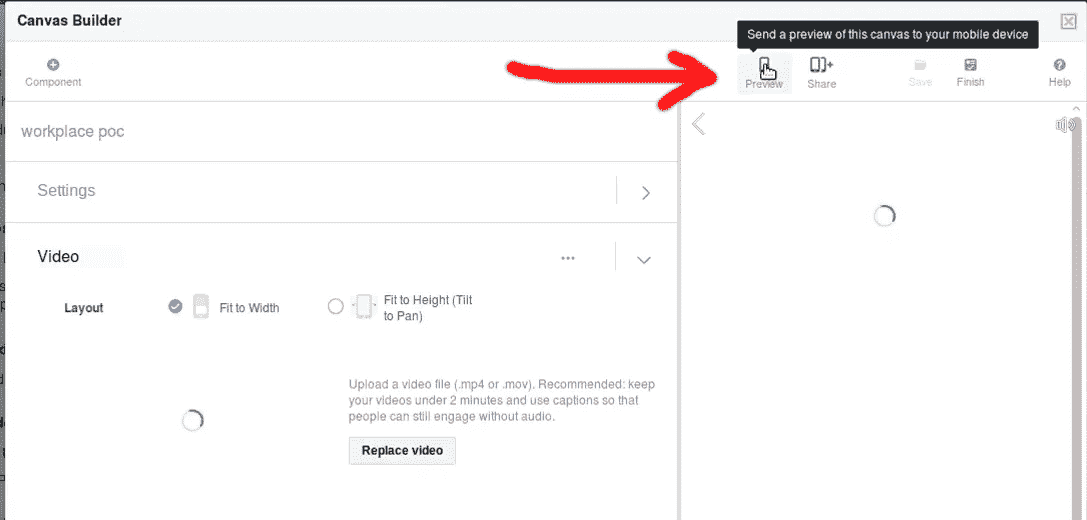 Canvas Builder
Send a preview of this canvas to your mobile device
Component
Preview
Share
Save
Finish
Help
workplace poc
Settings
Video
Layout
Fit to Width
Fit to Height (Tilt
to Pan)
Upload a video file (.mp4 or .mov). Recommended: keep
your videos under 2 minutes and use captions so that
people can still engage without audio.
Replace video